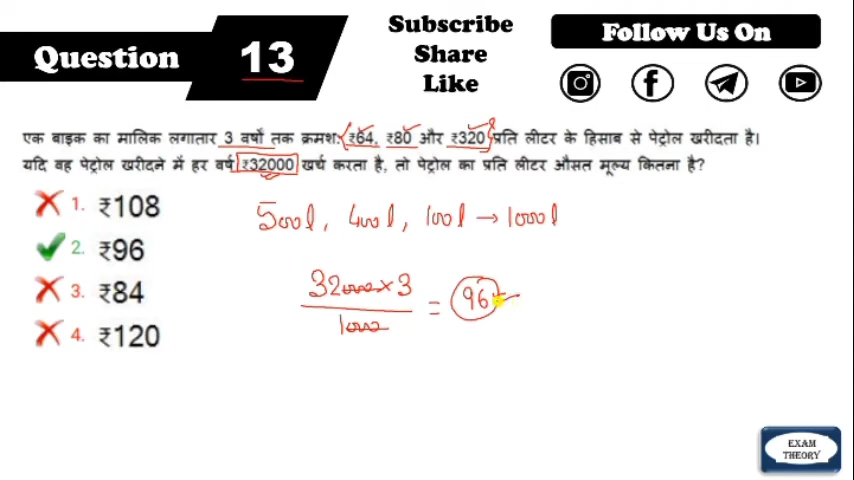 Question 13
Subscribe
Share
Like
Follow Us On
एक बाइक का मालिक लगातार 3 वर्षों तक क्रमश: ₹64, ₹80 और ₹320 प्रति लीटर के हिसाब से पेट्रोल खरीदता है।
यदि वह पेट्रोल खरीदने में हर वर्ष ₹32000 खर्च करता है, तो पेट्रोल का प्रति लीटर औसत मूल्य कितना है?
1. ₹108
2. ₹96
3. ₹84
4. ₹120
500l, 400l, 100l → 1000l
32000×3
1000
= 96
EXAM
THEORY